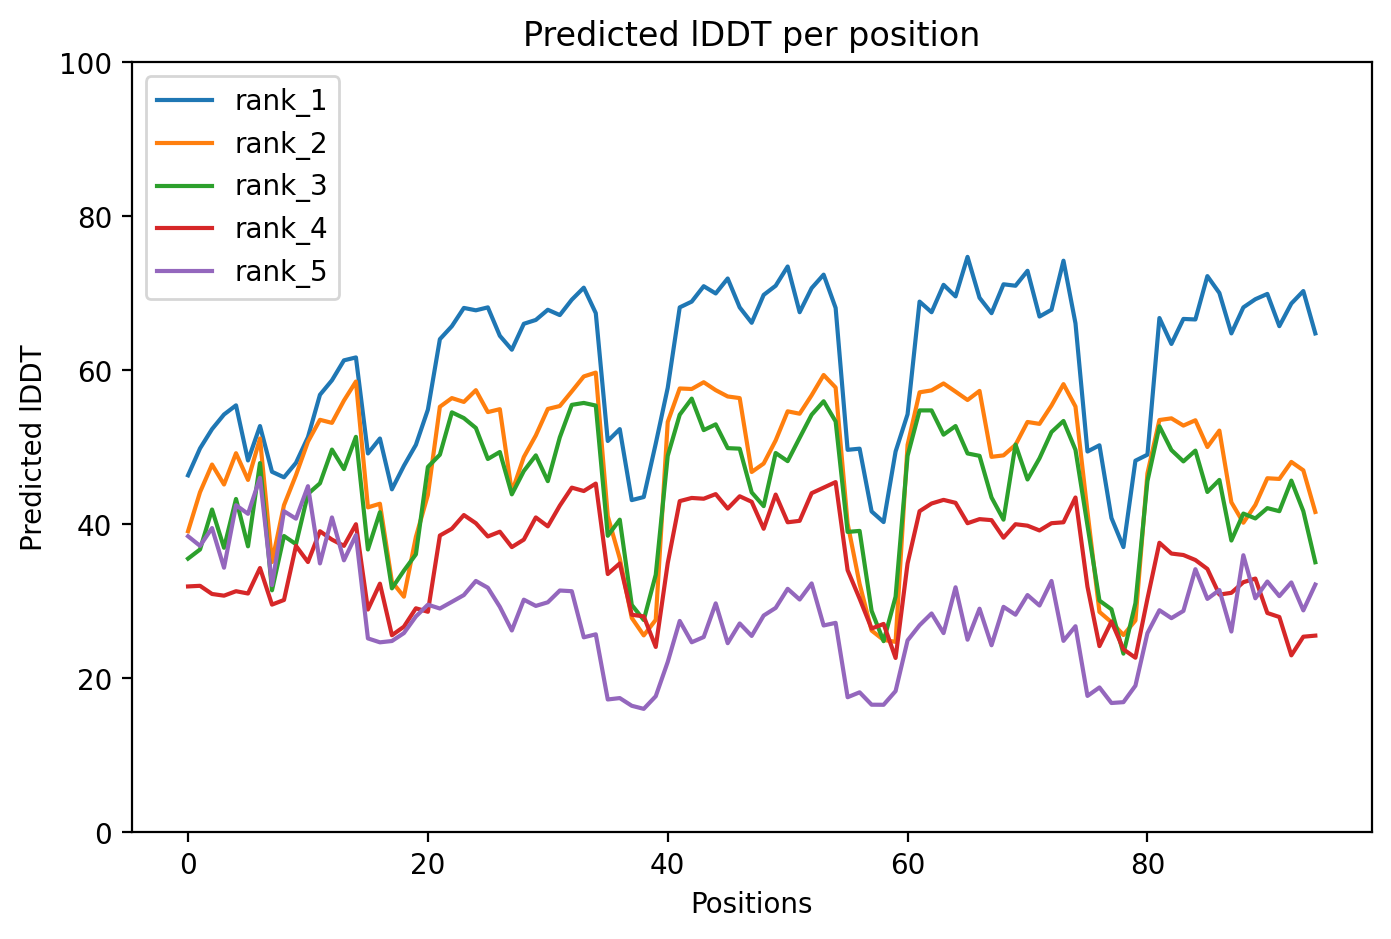 Predicted lDDT per position
100
80
60
40
20
0
Predicted lDDT
rank_1
rank_2
rank_3
rank_4
rank_5
0 20 40 60 80
Positions